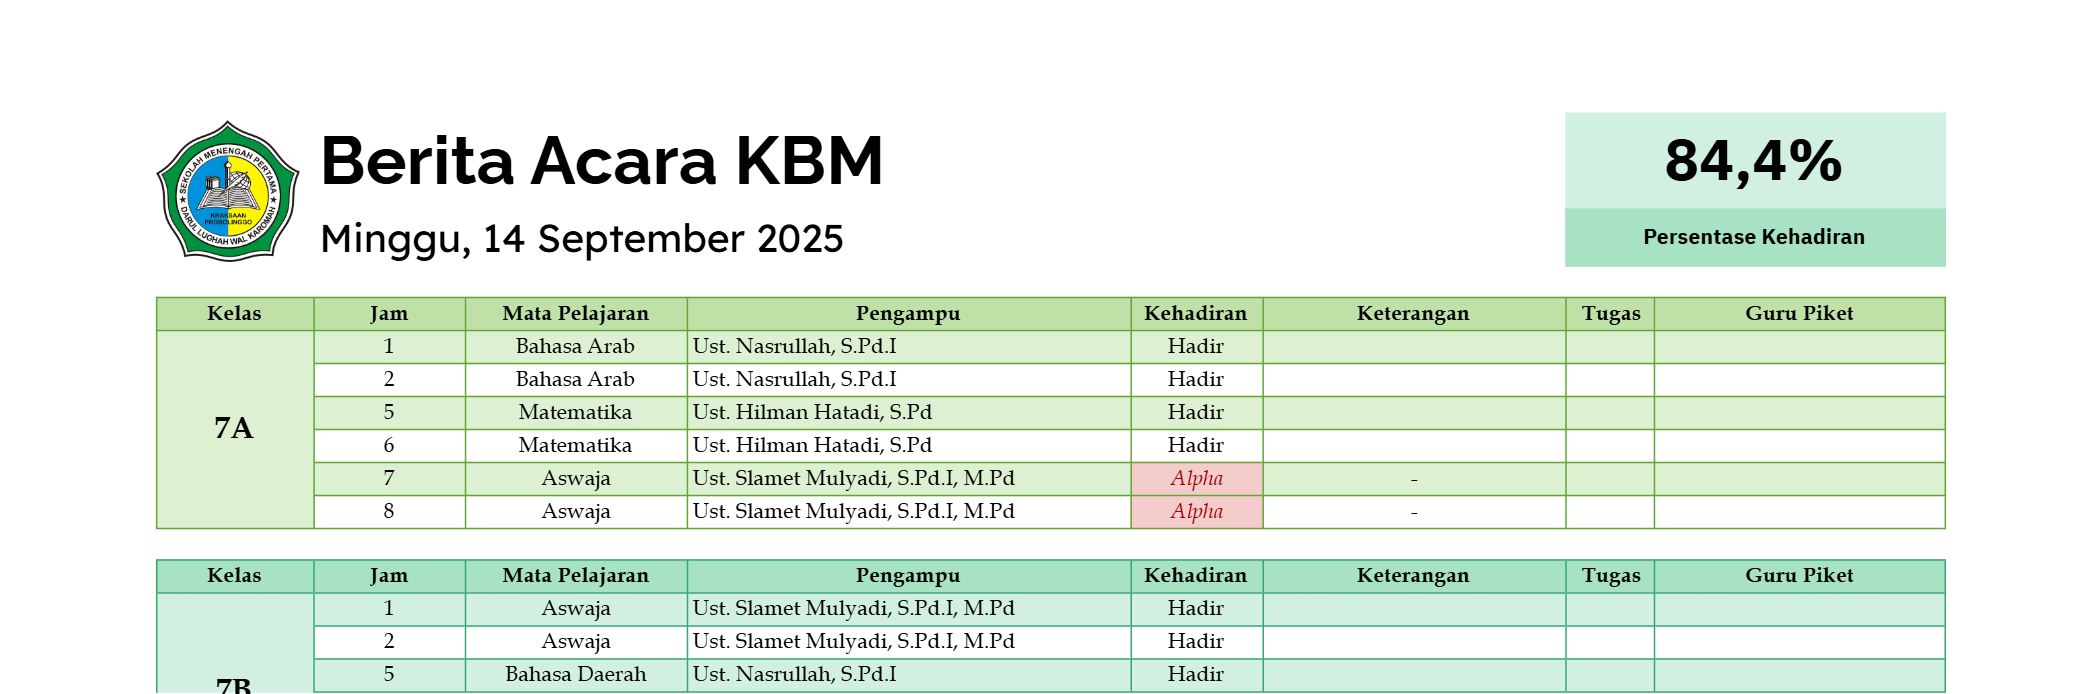 SEKOLAH MENENGAH PERTAMA
KRAKSAAN
PROBOLINGGO
DARUL LUGHAH WAL KAROMAH
Berita Acara KBM
Minggu, 14 September 2025
84,4%
Persentase Kehadiran
Kelas Jam Mata Pelajaran Pengampu Kehadiran Keterangan Tugas Guru Piket
7A
1 Bahasa Arab Ust. Nasrullah, S.Pd.I Hadir
2 Bahasa Arab Ust. Nasrullah, S.Pd.I Hadir
5 Matematika Ust. Hilman Hatadi, S.Pd Hadir
6 Matematika Ust. Hilman Hatadi, S.Pd Hadir
7 Aswaja Ust. Slamet Mulyadi, S.Pd.I, M.Pd Alpha -
8 Aswaja Ust. Slamet Mulyadi, S.Pd.I, M.Pd Alpha -
Kelas Jam Mata Pelajaran Pengampu Kehadiran Keterangan Tugas Guru Piket
7B
1 Aswaja Ust. Slamet Mulyadi, S.Pd.I, M.Pd Hadir
2 Aswaja Ust. Slamet Mulyadi, S.Pd.I, M.Pd Hadir
5 Bahasa Daerah Ust. Nasrullah, S.Pd.I Hadir